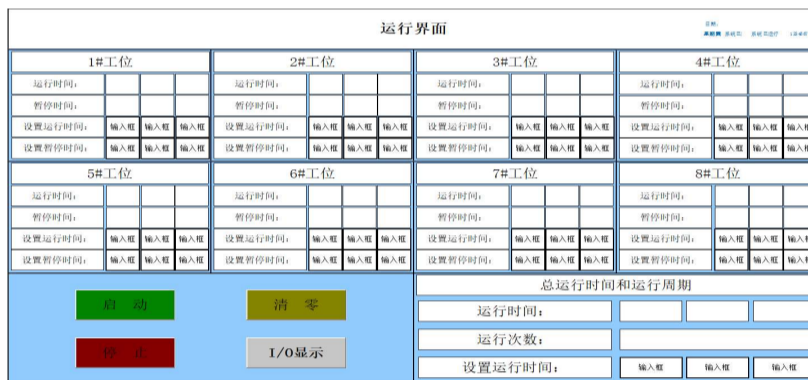 运行界面
1#工位 2#工位 3#工位 4#工位
运行时间： 运行时间： 运行时间： 运行时间：
暂停时间： 暂停时间： 暂停时间： 暂停时间：
设置运行时间： 输入框 输入框 输入框 设置运行时间： 输入框 输入框 输入框 设置运行时间： 输入框 输入框 输入框 设置运行时间： 输入框 输入框 输入框
设置暂停时间： 输入框 输入框 输入框 设置暂停时间： 输入框 输入框 输入框 设置暂停时间： 输入框 输入框 输入框 设置暂停时间： 输入框 输入框 输入框
5#工位 6#工位 7#工位 8#工位
运行时间： 运行时间： 运行时间： 运行时间：
暂停时间： 暂停时间： 暂停时间： 暂停时间：
设置运行时间： 输入框 输入框 输入框 设置运行时间： 输入框 输入框 输入框 设置运行时间： 输入框 输入框 输入框 设置运行时间： 输入框 输入框 输入框
设置暂停时间： 输入框 输入框 输入框 设置暂停时间： 输入框 输入框 输入框 设置暂停时间： 输入框 输入框 输入框 设置暂停时间： 输入框 输入框 输入框
总运行时间和运行周期
启 动 清 零
运行时间：
运行次数：
停 止 I/O显示
设置运行时间： 输入框 输入框 输入框